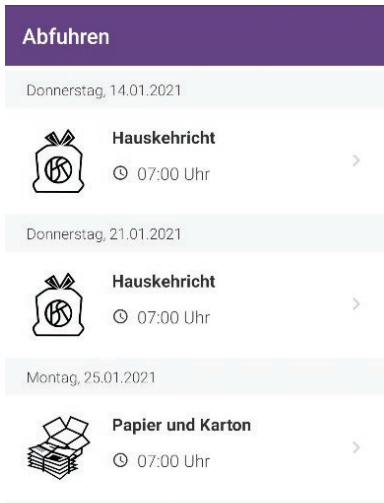 Abfuhren
Donnerstag, 14.01.2021
Hauskehricht
07:00 Uhr
Donnerstag, 21.01.2021
Hauskehricht
07:00 Uhr
Montag, 25.01.2021
Papier und Karton
07:00 Uhr